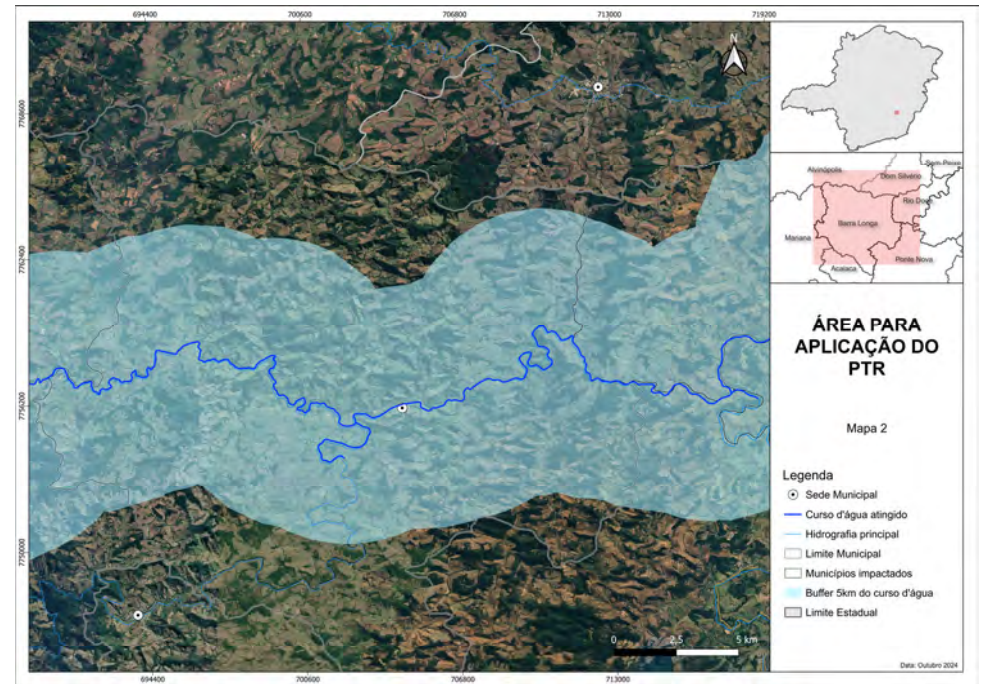 694400
700600
706800
713000
719200
7768600
7762400
7756200
7750000
N
Alvinópolis
Dom Silvério
Sem-Peixe
Rio Doce
Barra Longa
Mariana
Ponte Nova
Acaiaca
ÁREA PARA
APLICAÇÃO DO
PTR
Mapa 2
Legenda
Sede Municipal
Curso d'água atingido
Hidrografia principal
Limite Municipal
Municípios impactados
Buffer 5km do curso d'água
Limite Estadual
0 2,5 5 km
Data: Outubro 2024
694400
700600
706800
713000